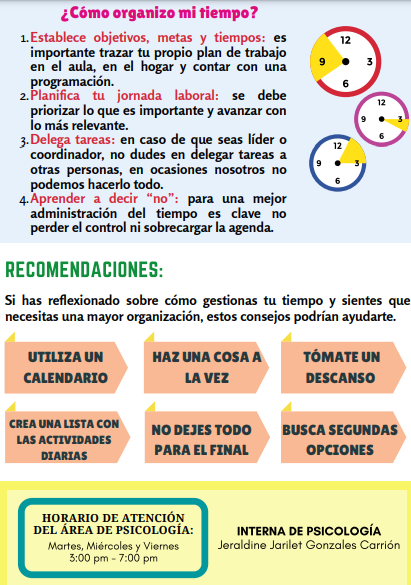 ¿Cómo organizo mi tiempo?
1.Establece objetivos, metas y tiempos: es
importante trazar tu propio plan de trabajo
en el aula, en el hogar y contar con una
programación.
2.Planifica tu jornada laboral: se debe
priorizar lo que es importante y avanzar con
lo más relevante.
3.Delega tareas: en caso de que seas líder o
coordinador, no dudes en delegar tareas a
otras personas, en ocasiones nosotros no
podemos hacerlo todo.
4.Aprender a decir “no”: para una mejor
administración del tiempo es clave no
perder el control ni sobrecargar la agenda.
12
9
3
6
12
9
3
6
12
9
3
6
RECOMENDACIONES:
Si has reflexionado sobre cómo gestionas tu tiempo y sientes que
necesitas una mayor organización, estos consejos podrían ayudarte.
UTILIZA UN
CALENDARIO
HAZ UNA COSA A
LA VEZ
TÓMATE UN
DESCANSO
CREA UNA LISTA CON
LAS ACTIVIDADES
DIARIAS
NO DEJES TODO
PARA EL FINAL
BUSCA SEGUNDAS
OPCIONES
HORARIO DE ATENCIÓN
DEL ÁREA DE PSICOLOGÍA:
Martes, Miércoles y Viernes
3:00 pm - 7:00 pm
INTERNA DE PSICOLOGÍA
Jeraldine Jarilet Gonzales Carrión